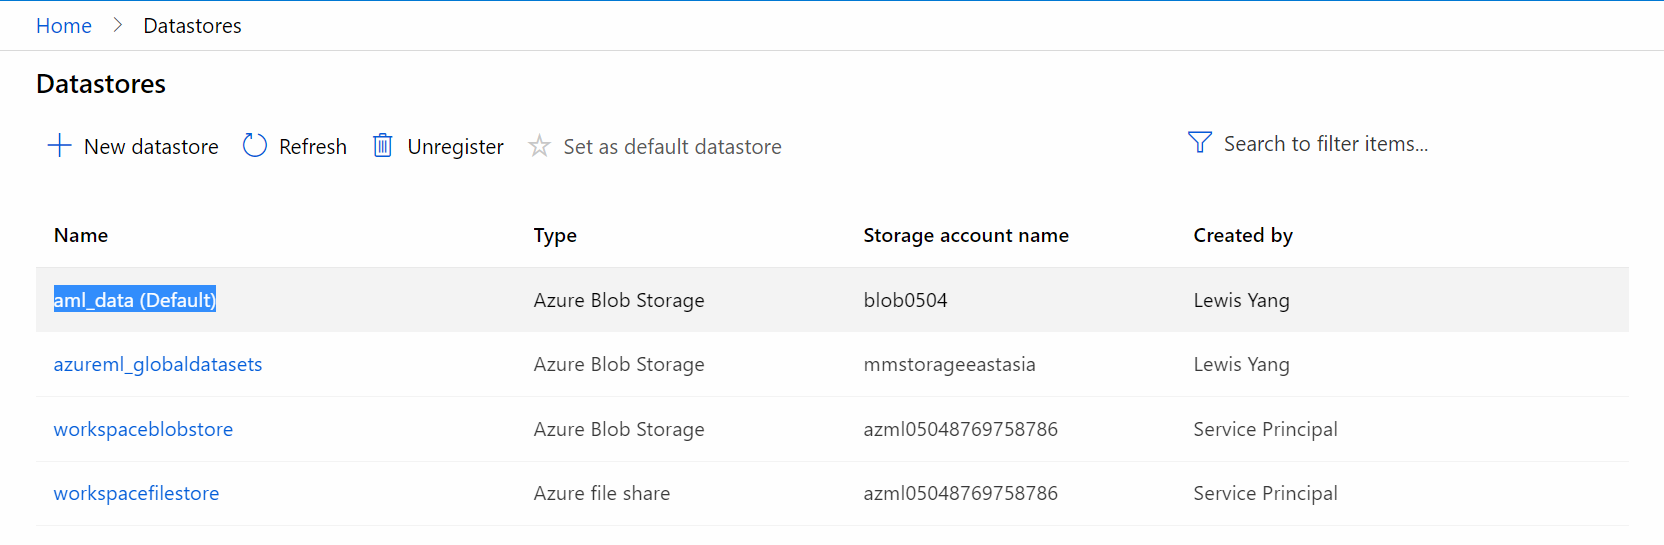 Home > Datastores
Datastores
New datastore Refresh Unregister Set as default datastore Search to filter items...
Name Type Storage account name Created by
aml_data (Default) Azure Blob Storage blob0504 Lewis Yang
azureml_globaldatasets Azure Blob Storage mmstorageeastasia Lewis Yang
workspaceblobstore Azure Blob Storage azml05048769758786 Service Principal
workspacefilestore Azure file share azml05048769758786 Service Principal